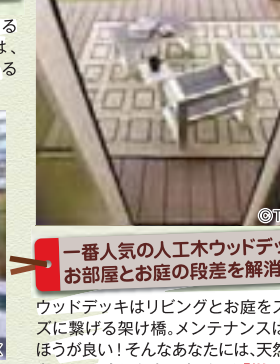 る
は、
る
©T
一番人気の人工木ウッドデッ
お部屋とお庭の段差を解消
ウッドデッキはリビングとお庭をス
ズに繋げる架け橋。メンテナンスは
ほうが良い！そんなあなたには、天然